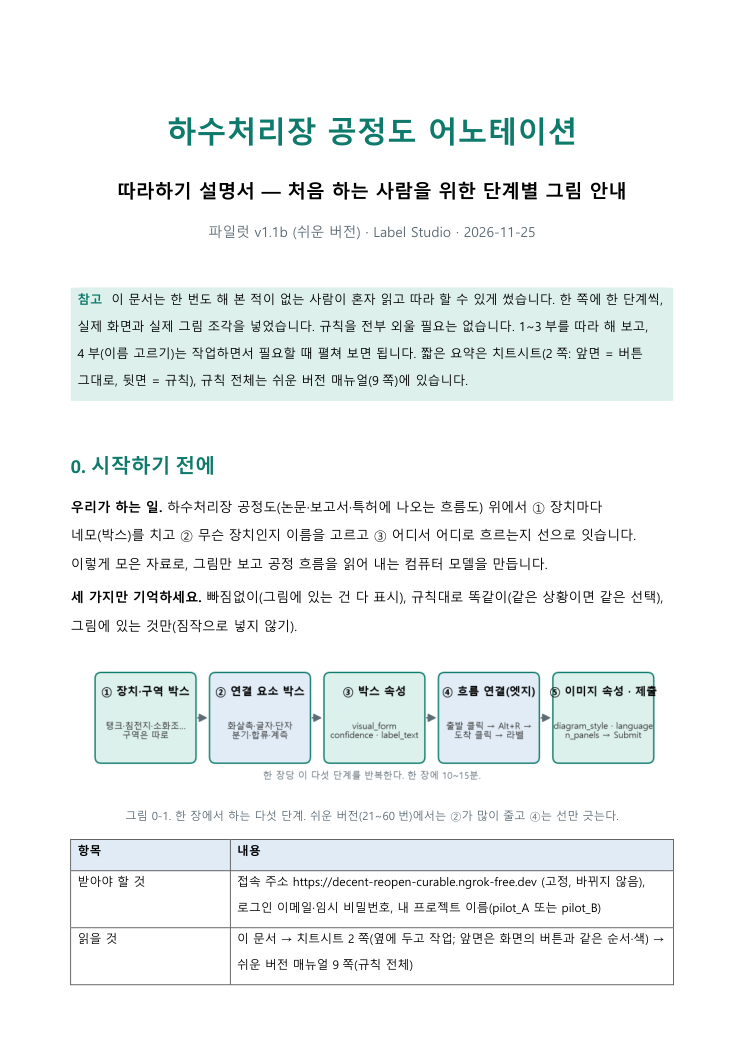 하수처리장 공정도 어노테이션
따라하기 설명서 — 처음 하는 사람을 위한 단계별 그림 안내
파일럿 v1.1b (쉬운 버전) · Label Studio · 2026-11-25
참고 이 문서는 한 번도 해 본 적이 없는 사람이 혼자 읽고 따라 할 수 있게 썼습니다. 한 쪽에 한 단계씩,
실제 화면과 실제 그림 조각을 넣었습니다. 규칙을 전부 외울 필요는 없습니다. 1~3 부를 따라 해 보고,
4 부(이름 고르기)는 작업하면서 필요할 때 펼쳐 보면 됩니다. 짧은 요약은 치트시트(2 쪽: 앞면 = 버튼
그대로, 뒷면 = 규칙), 규칙 전체는 쉬운 버전 매뉴얼(9 쪽)에 있습니다.
0. 시작하기 전에
우리가 하는 일. 하수처리장 공정도(논문·보고서·특허에 나오는 흐름도) 위에서 ① 장치마다
네모(박스)를 치고 ② 무슨 장치인지 이름을 고르고 ③ 어디서 어디로 흐르는지 선으로 잇습니다.
이렇게 모은 자료로, 그림만 보고 공정 흐름을 읽어 내는 컴퓨터 모델을 만듭니다.
세 가지만 기억하세요. 빠짐없이(그림에 있는 건 다 표시), 규칙대로 똑같이(같은 상황이면 같은 선택),
그림에 있는 것만(짐작으로 넣지 않기).
① 장치·구역 박스
탱크·침전지·소화조...
구역은 따로
② 연결 요소 박스
화살촉·글자·단자
분기·합류·계측
③ 박스 속성
visual_form
confidence · label_text
④ 흐름 연결(엣지)
출발 클릭 → Alt+R →
도착 클릭 → 라벨
⑤ 이미지 속성 · 제출
diagram_style · language
n_panels → Submit
한 장당 이 다섯 단계를 반복한다. 한 장에 10~15분.
그림 0-1. 한 장에서 하는 다섯 단계. 쉬운 버전(21~60 번)에서는 ②가 많이 줄고 ④는 선만 긋는다.
항목 내용
받아야 할 것 접속 주소 https://decent-reopen-curable.ngrok-free.dev (고정, 바뀌지 않음),
로그인 이메일·임시 비밀번호, 내 프로젝트 이름(pilot_A 또는 pilot_B)
읽을 것 이 문서 → 치트시트 2 쪽(옆에 두고 작업; 앞면은 화면의 버튼과 같은 순서·색) →
쉬운 버전 매뉴얼 9 쪽(규칙 전체)